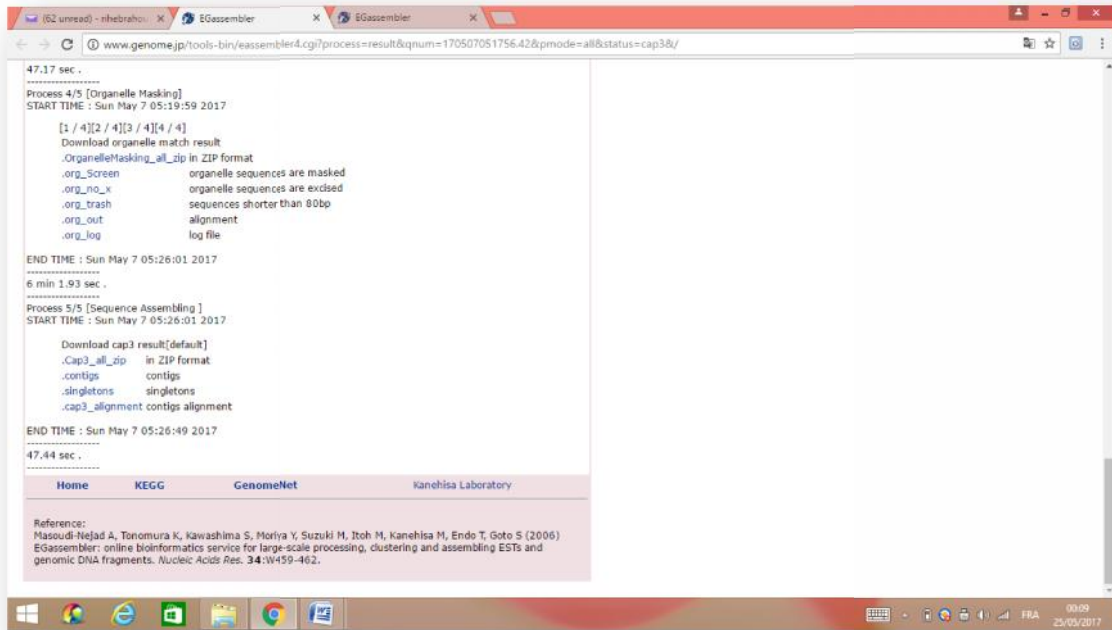 (62 unread) - nhebrahou
EGassembler
EGassembler
www.genome.jp/tools-bin/eassembler4.cgi?process=result&qnum=170507051756.42&pmode=all&status=cap3&/
47.17 sec .
------------------
Process 4/5 [Organelle Masking]
START TIME : Sun May 7 05:19:59 2017
[1 / 4][2 / 4][3 / 4][4 / 4]
Download organelle match result
.OrganelleMasking_all_zip in ZIP format
.org_Screen organelle sequences are masked
.org_no_x organelle sequences are excised
.org_trash sequences shorter than 80bp
.org_out alignment
.org_log log file
END TIME : Sun May 7 05:26:01 2017
------------------
6 min 1.93 sec .
------------------
Process 5/5 [Sequence Assembling ]
START TIME : Sun May 7 05:26:01 2017
Download cap3 result[default]
.Cap3_all_zip in ZIP format
.contigs contigs
.singletons singletons
.cap3_alignment contigs alignment
END TIME : Sun May 7 05:26:49 2017
------------------
47.44 sec .
------------------
Home KEGG GenomeNet Kanehisa Laboratory
Reference:
Masoudi-Nejad A, Tonomura K, Kawashima S, Moriya Y, Suzuki M, Itoh M, Kanehisa M, Endo T, Goto S (2006)
EGassembler: online bioinformatics service for large-scale processing, clustering and assembling ESTs and
genomic DNA fragments. Nucleic Acids Res. 34:W459-462.
FRA 00:09
25/05/2017